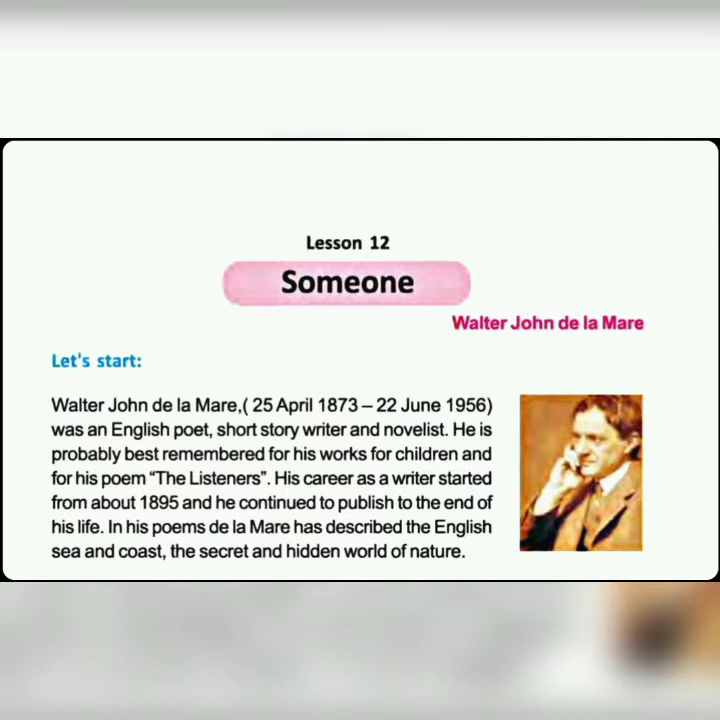 Lesson 12
Someone
Walter John de la Mare
Let's start:
Walter John de la Mare,( 25 April 1873 – 22 June 1956)
was an English poet, short story writer and novelist. He is
probably best remembered for his works for children and
for his poem “The Listeners”. His career as a writer started
from about 1895 and he continued to publish to the end of
his life. In his poems de la Mare has described the English
sea and coast, the secret and hidden world of nature.